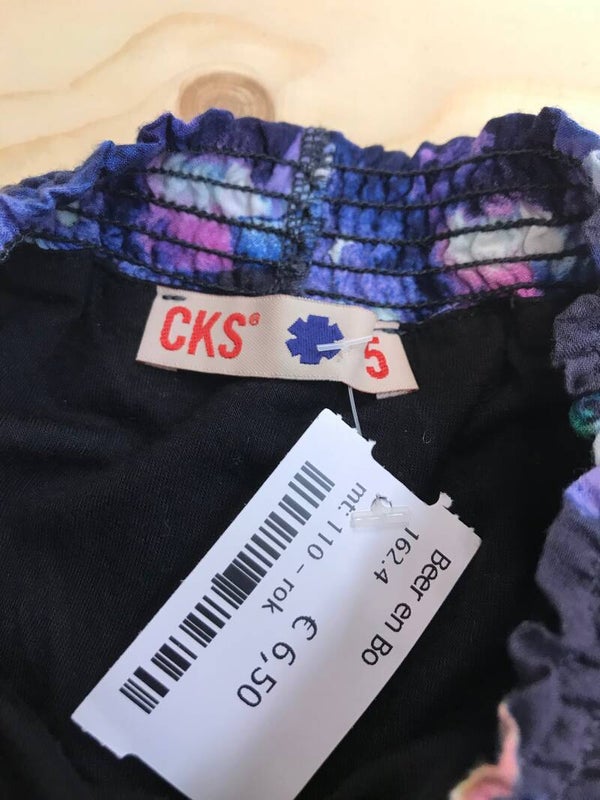 CKS®
5
Beer en Bo
162.4
mt: 110 - rok
€ 6,50